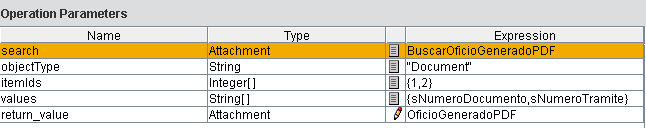 Operation Parameters
Name Type Expression
search Attachment BuscarOficioGeneradoPDF
objectType String "Document"
itemIds Integer[] {1,2}
values String[] {sNumeroDocumento,sNumeroTramite}
return_value Attachment OficioGeneradoPDF